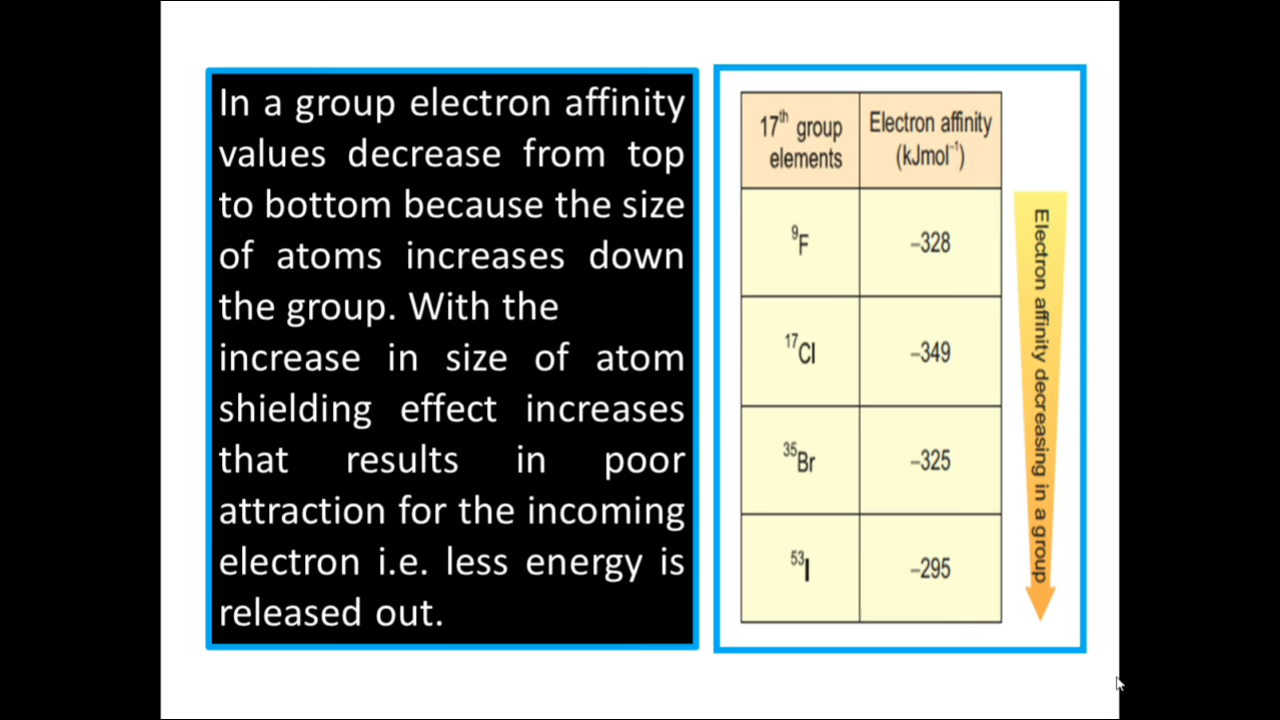 In a group electron affinity
values decrease from top
to bottom because the size
of atoms increases down
the group. With the
increase in size of atom
shielding effect increases
that results in poor
attraction for the incoming
electron i.e. less energy is
released out.
17th group elements
Electron affinity (kJmol⁻¹)
⁹F −328
¹⁷Cl −349
³⁵Br −325
⁵³I −295
Electron affinity decreasing in a group